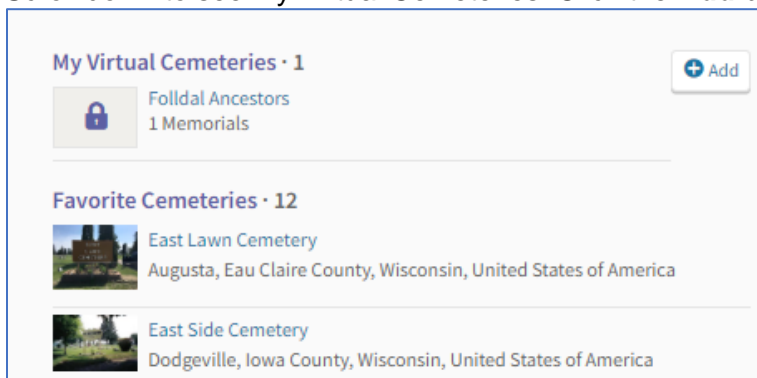 My Virtual Cemeteries · 1
Add
Folldal Ancestors
1 Memorials
Favorite Cemeteries · 12
East Lawn Cemetery
Augusta, Eau Claire County, Wisconsin, United States of America
East Side Cemetery
Dodgeville, Iowa County, Wisconsin, United States of America